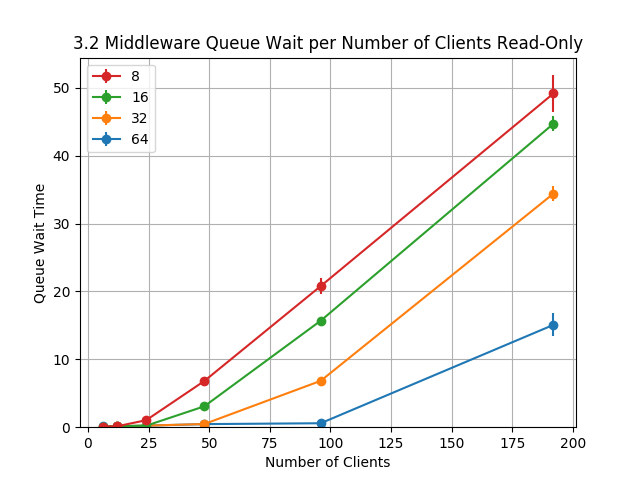 3.2 Middleware Queue Wait per Number of Clients Read-Only
8
16
32
64
Queue Wait Time
50
40
30
20
10
0
0 25 50 75 100 125 150 175 200
Number of Clients